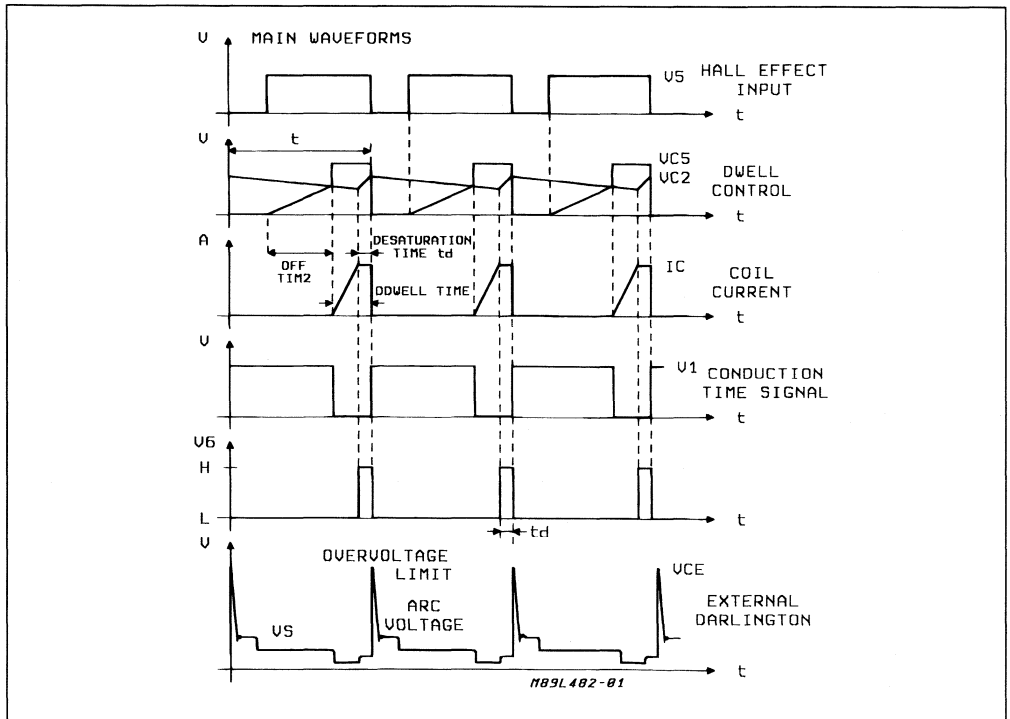 V MAIN WAVEFORMS
V5 HALL EFFECT
INPUT
t
V
t
VC5
VC2
DWELL
CONTROL
t
A
DESATURATION
TIME td
OFF
TIM2
IC
COIL
CURRENT
DDWELL TIME
t
V
V1 CONDUCTION
TIME SIGNAL
t
V6
H
L
t
td
V
OVERVOLTAGE
LIMIT
VCE
ARC
VOLTAGE
EXTERNAL
DARLINGTON
VS
t
M89L482-01